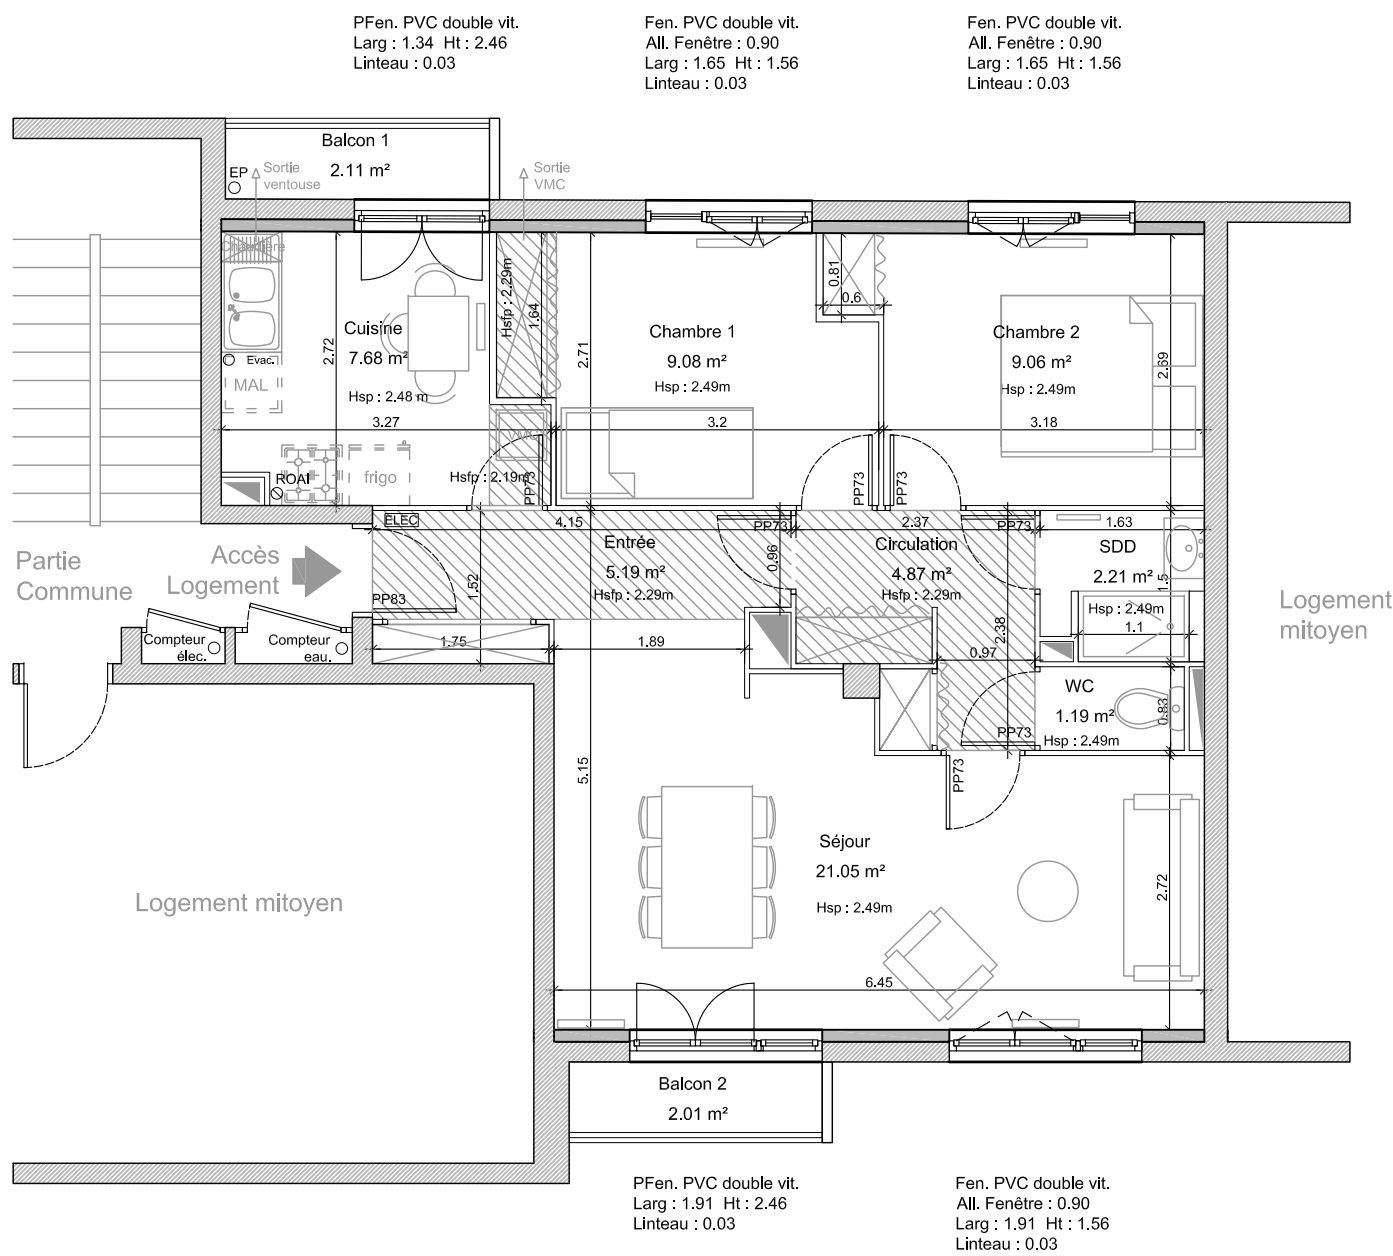 PFen. PVC double vit.
Larg : 1.34 Ht : 2.46
Linteau : 0.03
Fen. PVC double vit.
All. Fenêtre : 0.90
Larg : 1.65 Ht : 1.56
Linteau : 0.03
Fen. PVC double vit.
All. Fenêtre : 0.90
Larg : 1.65 Ht : 1.56
Linteau : 0.03
Balcon 1
2.11 m²
EP
Sortie
ventouse
Sortie
VMC
Chaudière
Cuisine
7.68 m²
Hsp : 2.48 m
2.72
3.27
Evac.
MAL
ROAI
frigo
Hsfp : 2.29m
1.64
VMC
Hsfp : 2.19m
PP73
Chambre 1
9.08 m²
Hsp : 2.49m
2.71
3.2
0.81
0.6
PP73
Chambre 2
9.06 m²
Hsp : 2.49m
2.69
3.18
PP73
Partie
Commune
Accès
Logement
ELEC
4.15
Entrée
5.19 m²
Hsfp : 2.29m
1.52
PP83
PP73
0.96
2.37
Circulation
4.87 m²
Hsfp : 2.29m
PP73
1.63
SDD
2.21 m²
1.5
Hsp : 2.49m
1.1
Logement
mitoyen
Compteur
élec.
Compteur
eau.
1.75
1.89
2.38
0.97
WC
1.19 m²
0.83
Hsp : 2.49m
PP73
PP73
5.15
Séjour
21.05 m²
Hsp : 2.49m
2.72
6.45
Logement mitoyen
Balcon 2
2.01 m²
PFen. PVC double vit.
Larg : 1.91 Ht : 2.46
Linteau : 0.03
Fen. PVC double vit.
All. Fenêtre : 0.90
Larg : 1.91 Ht : 1.56
Linteau : 0.03